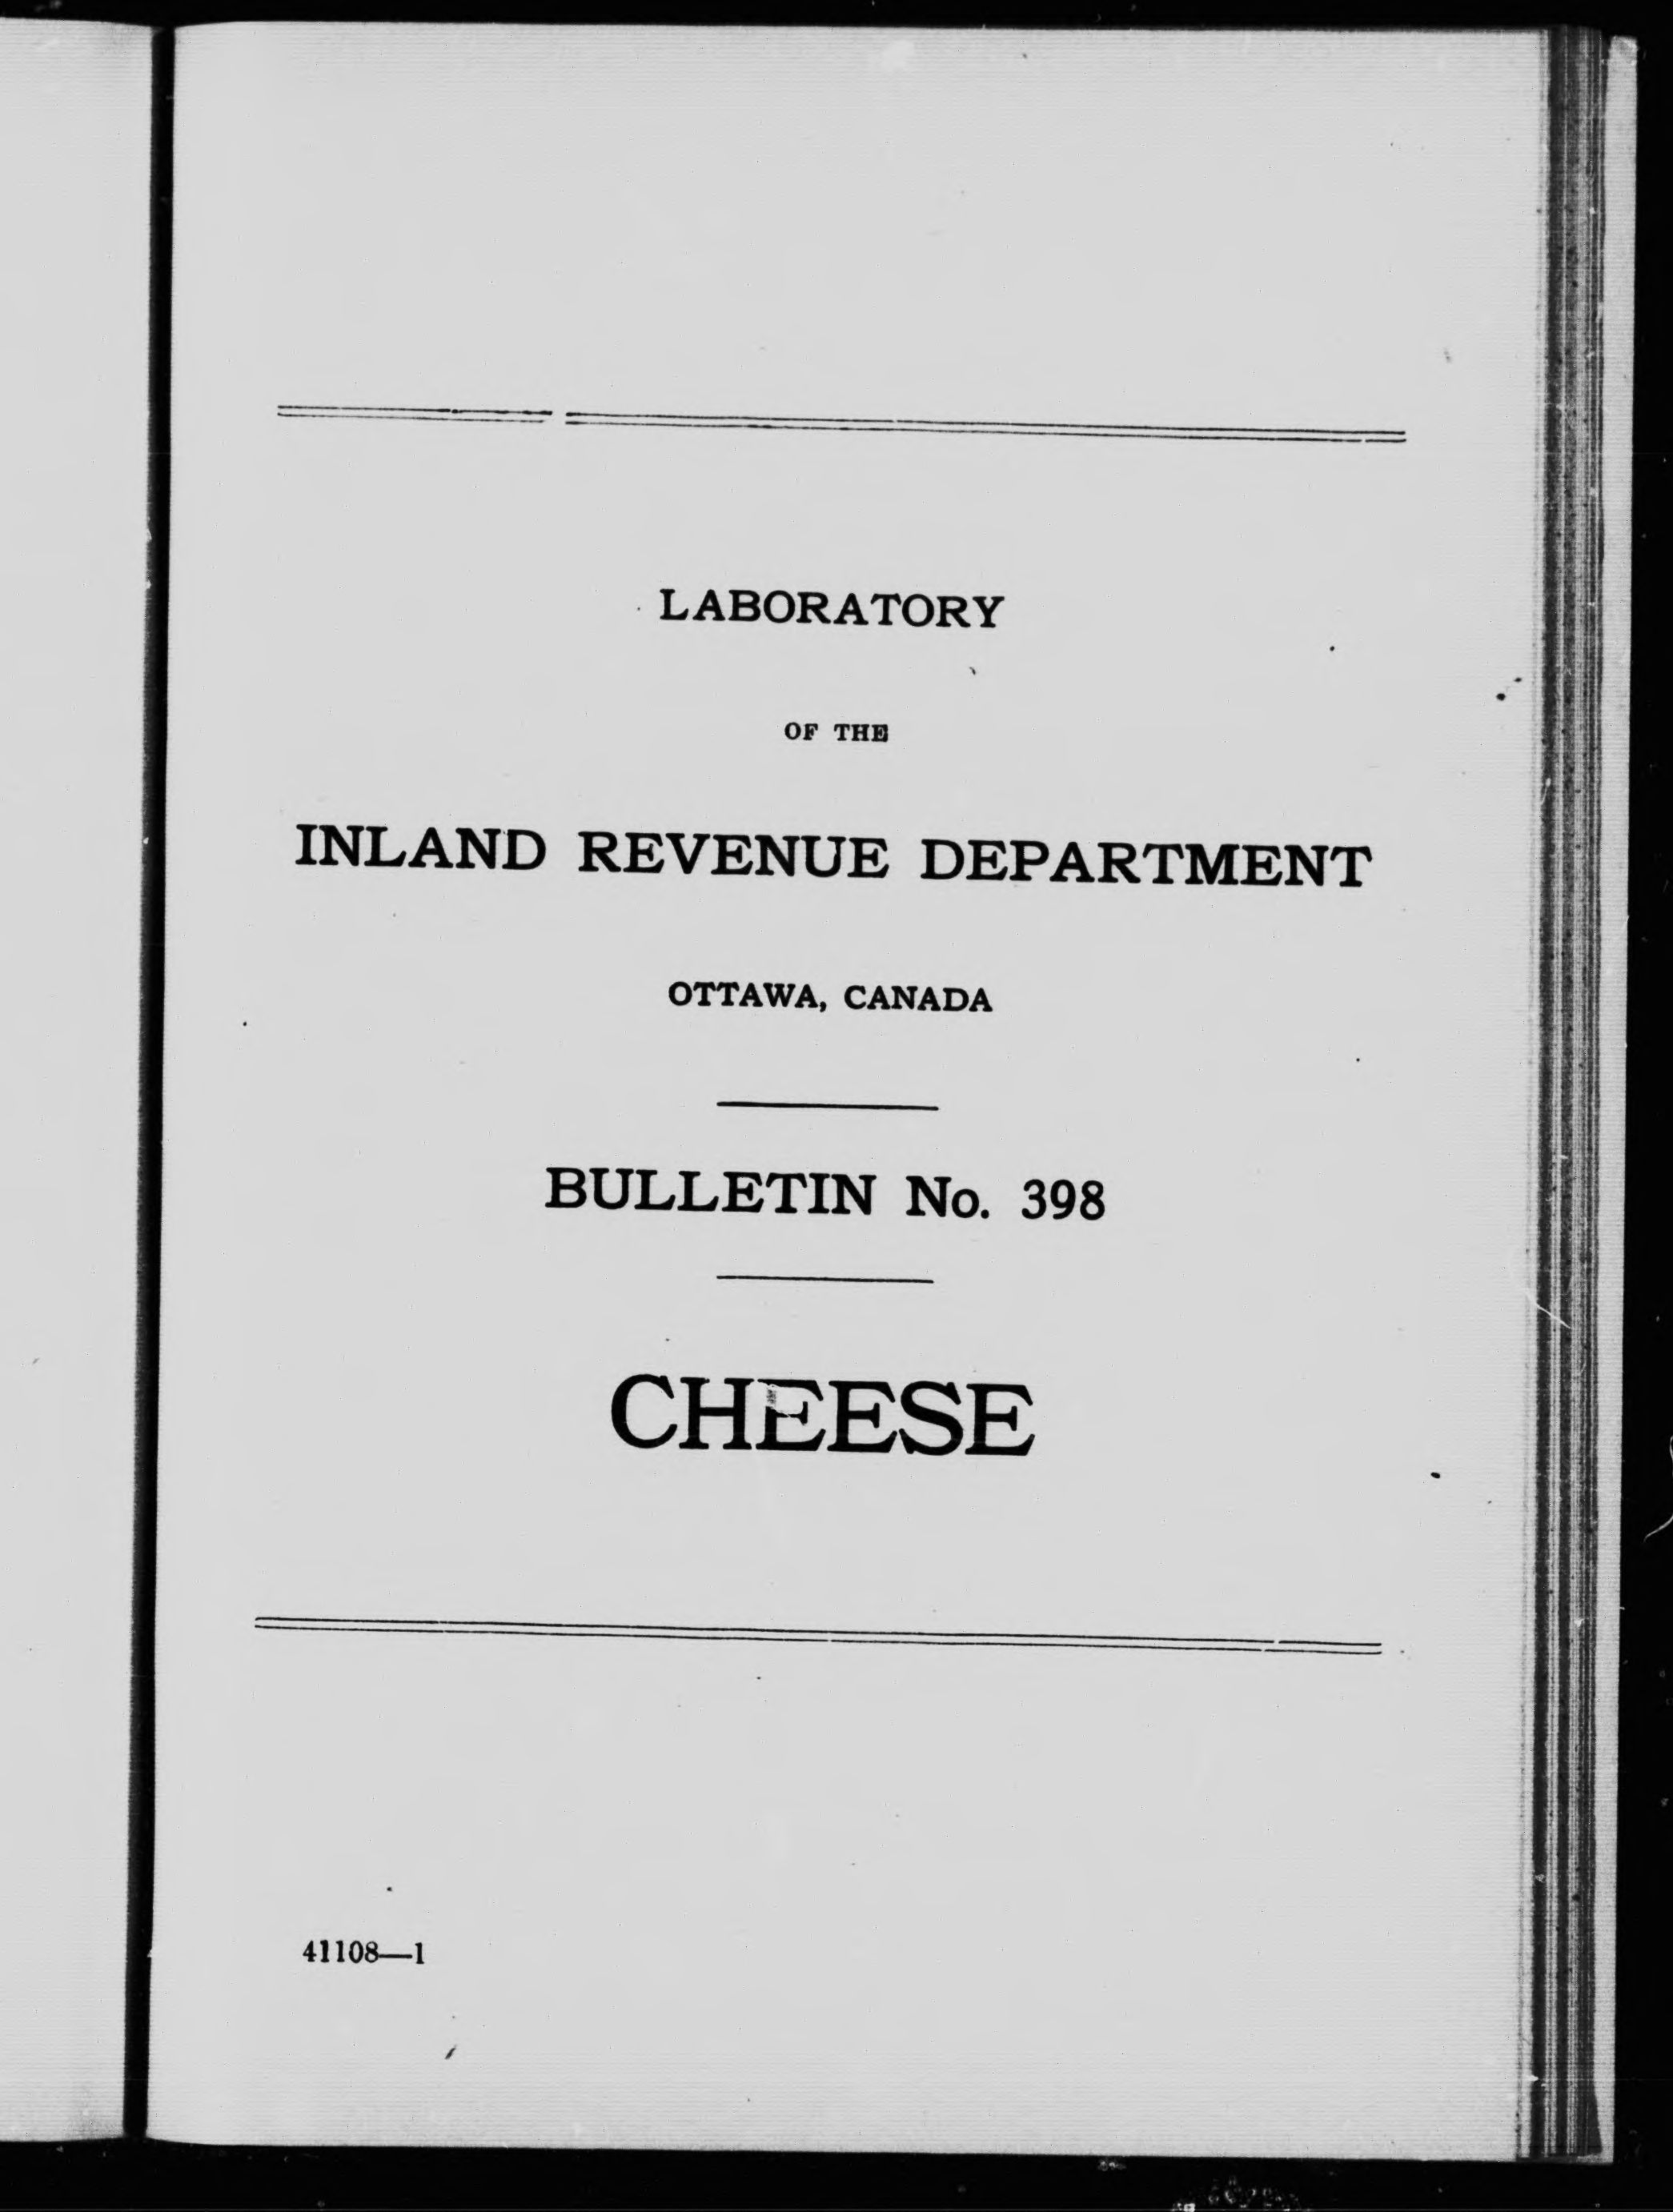 LABORATORY
OF THE
INLAND REVENUE DEPARTMENT
OTTAWA, CANADA
BULLETIN No. 398
CHEESE
41108—1